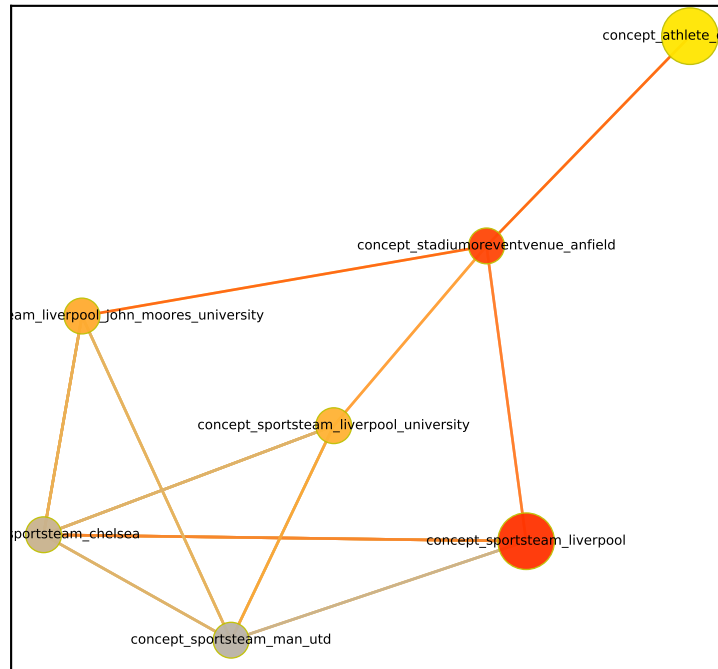 concept_athlete_
concept_stadiumoreventvenue_anfield
eam_liverpool_john_moores_university
concept_sportsteam_liverpool_university
sportsteam_chelsea
concept_sportsteam_liverpool
concept_sportsteam_man_utd